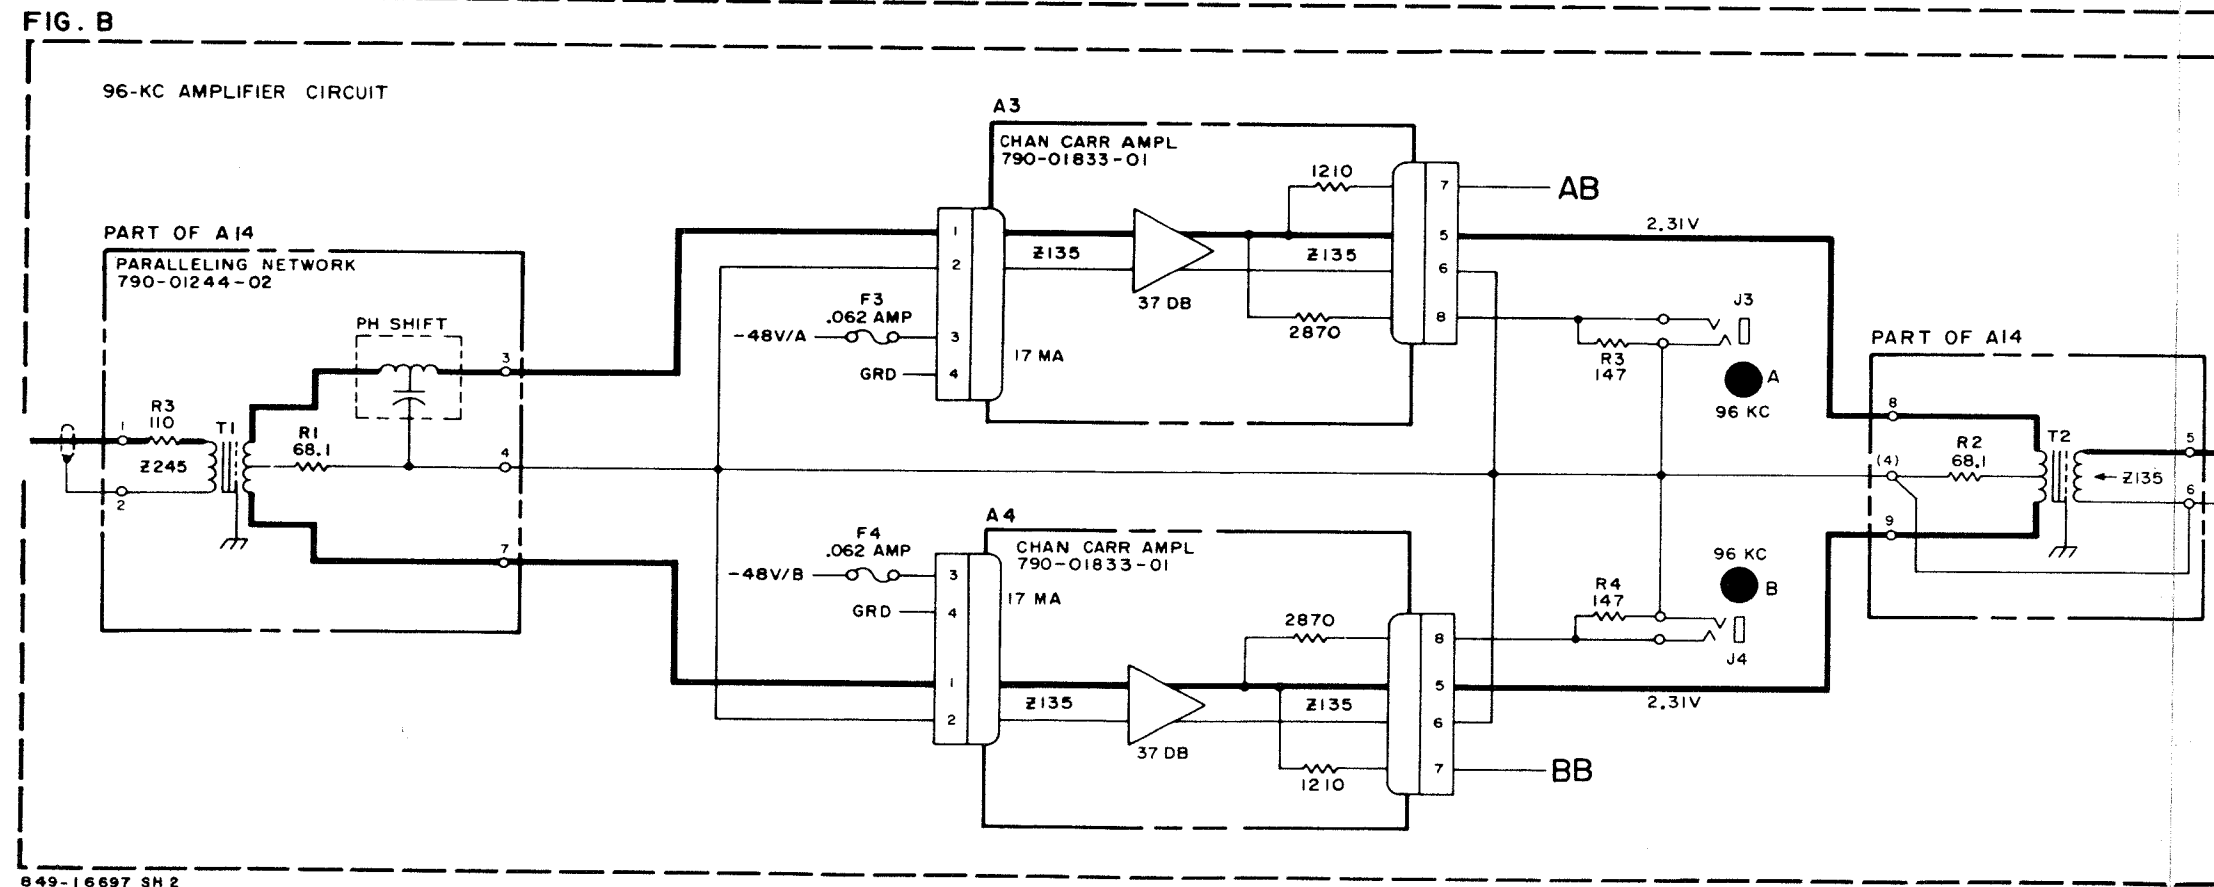 FIG. B
96-KC AMPLIFIER CIRCUIT
PART OF A14
PARALLELING NETWORK
790-01244-02
PH SHIFT
3
R3
110
1
T1
R1
68.1
Z245
4
2
7
A3
CHAN CARR AMPL
790-01833-01
1
2
Z135
F3
.062 AMP
-48V/A
3
17 MA
GRD
4
37 DB
1210
Z135
2870
7
5
6
8
AB
2.31V
J3
R3
147
A
96 KC
A4
CHAN CARR AMPL
790-01833-01
F4
.062 AMP
-48V/B
3
GRD
4
17 MA
1
2
Z135
37 DB
2870
Z135
1210
8
5
6
7
BB
2.31V
96 KC
B
R4
147
J4
PART OF A14
8
(4)
R2
68.1
T2
5
Z135
6
9
849-16697 SH 2